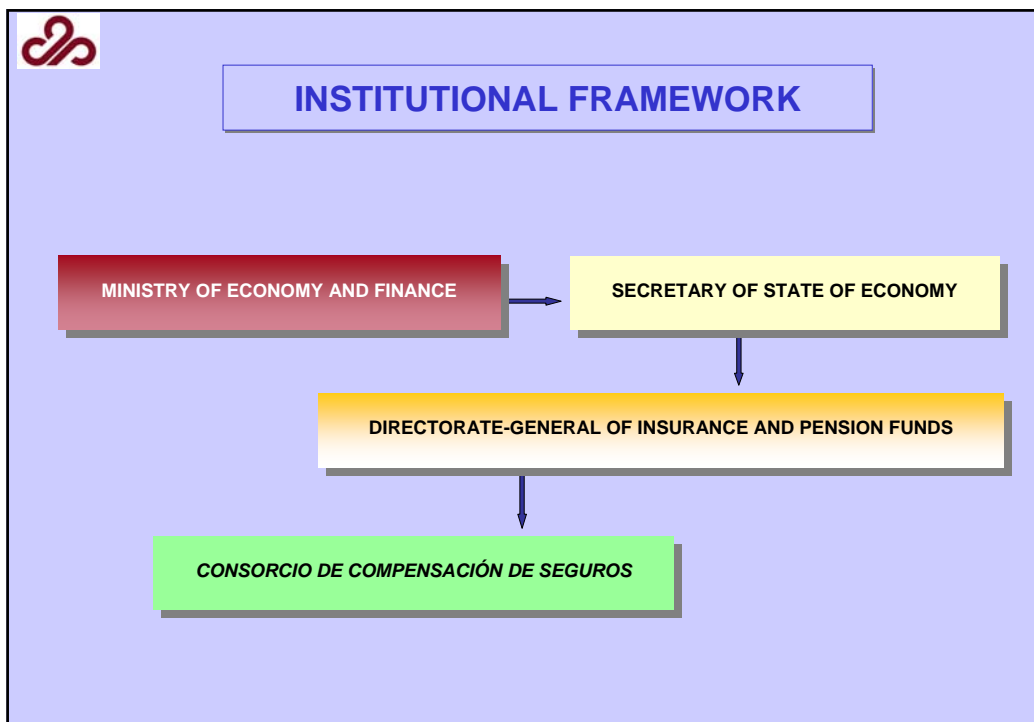 INSTITUTIONAL FRAMEWORK
MINISTRY OF ECONOMY AND FINANCE
SECRETARY OF STATE OF ECONOMY
DIRECTORATE-GENERAL OF INSURANCE AND PENSION FUNDS
CONSORCIO DE COMPENSACIÓN DE SEGUROS